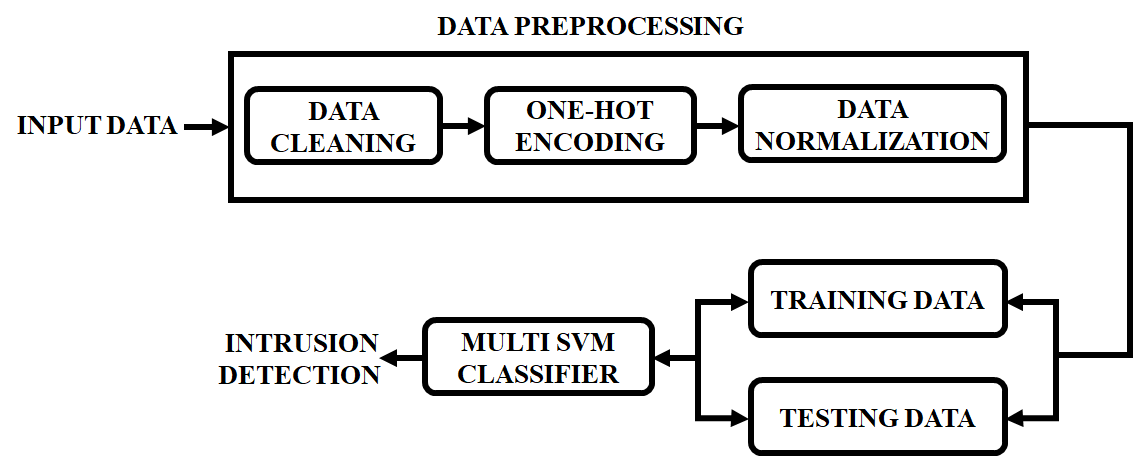 DATA PREPROCESSING
INPUT DATA
DATA
CLEANING
ONE-HOT
ENCODING
DATA
NORMALIZATION
TRAINING DATA
TESTING DATA
MULTI SVM
CLASSIFIER
INTRUSION
DETECTION